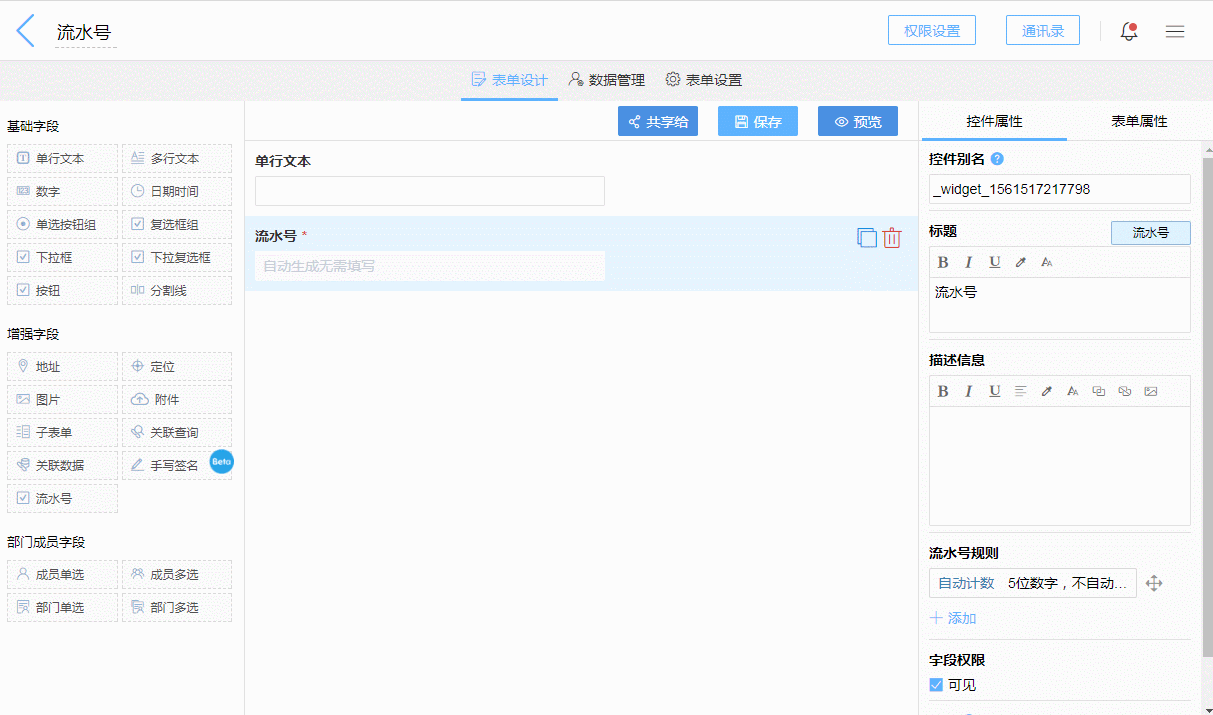 流水号
权限设置 通讯录
表单设计 数据管理 表单设置
基础字段
单行文本 多行文本
数字 日期时间
单选按钮组 复选框组
下拉框 下拉复选框
按钮 分割线
增强字段
地址 定位
图片 附件
子表单 关联查询
关联数据 手写签名 Beta
流水号
部门成员字段
成员单选 成员多选
部门单选 部门多选
共享给 保存 预览
单行文本
流水号 *
自动生成无需填写
控件属性 表单属性
控件别名 ?
_widget_1561517217798
标题 流水号
B I U A
流水号
描述信息
B I U A
流水号规则
自动计数 5位数字，不自动...
添加
字段权限
可见